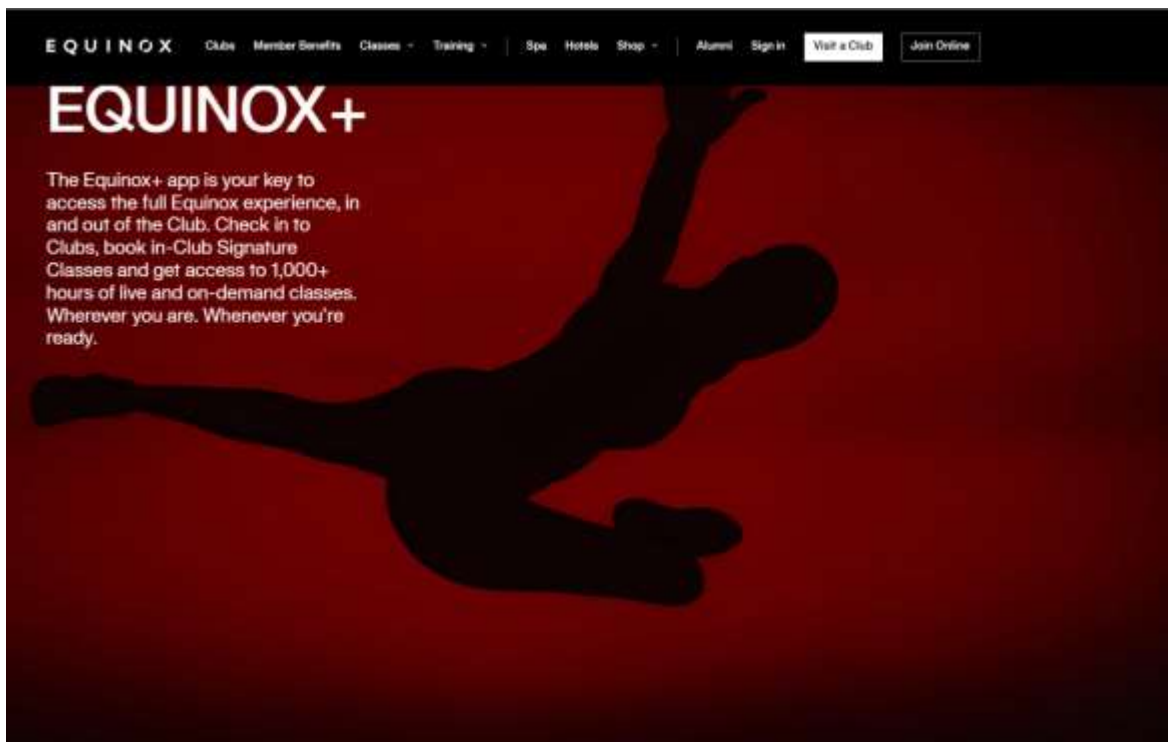 EQUINOX Clubs Member Benefits Classes Training Spa Hotels Shop Alumni Sign in Visit a Club Join Online
EQUINOX+
The Equinox+ app is your key to
access the full Equinox experience, in
and out of the Club. Check in to
Clubs, book in-Club Signature
Classes and get access to 1,000+
hours of live and on-demand classes.
Wherever you are. Whenever you're
ready.